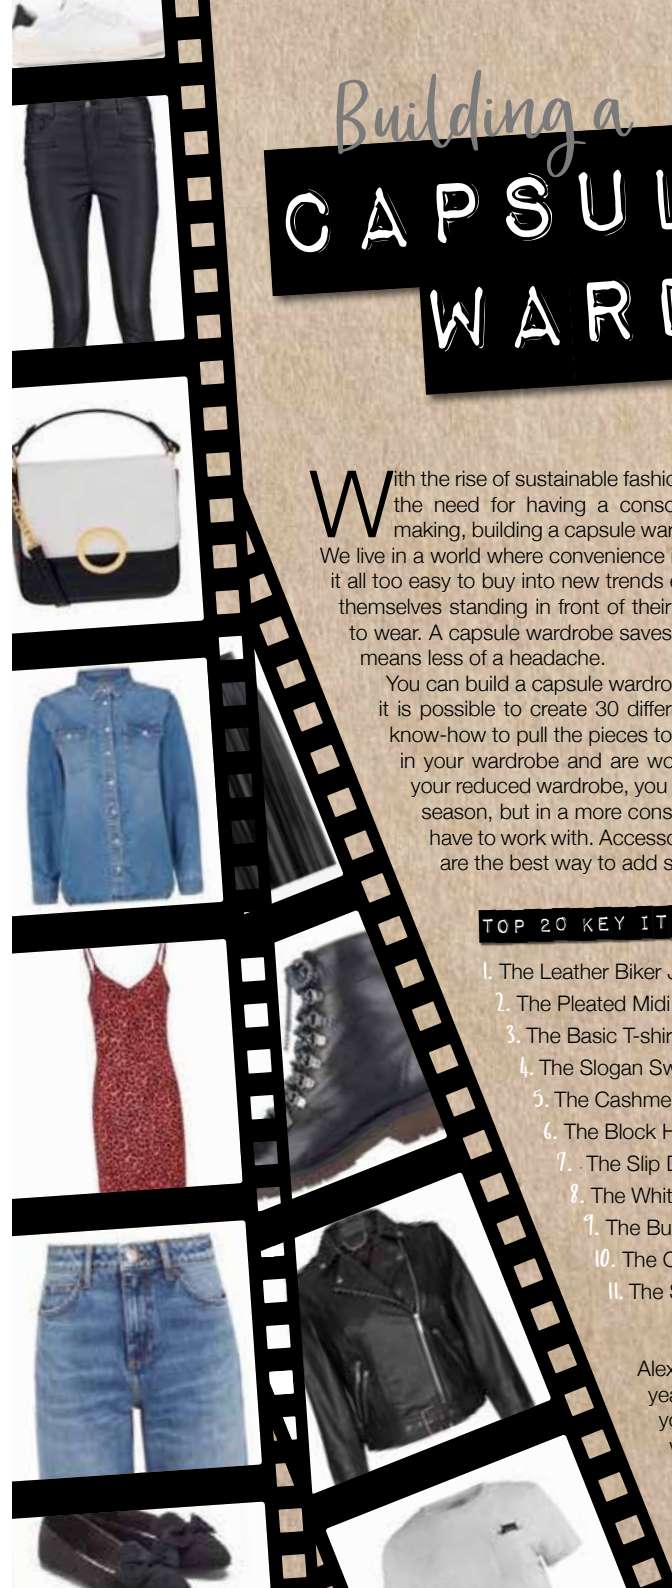 Building a
CAPSUL
WARD
With the rise of sustainable fashio
the need for having a consc
making, building a capsule war
We live in a world where convenience
it all too easy to buy into new trends
themselves standing in front of their
to wear. A capsule wardrobe saves
means less of a headache.
You can build a capsule wardro
it is possible to create 30 differ
know-how to pull the pieces to
in your wardrobe and are wo
your reduced wardrobe, you
season, but in a more cons
have to work with. Accesso
are the best way to add s
TOP 20 KEY IT
1. The Leather Biker J
2. The Pleated Midi
3. The Basic T-shir
4. The Slogan Sw
5. The Cashme
6. The Block H
7. The Slip D
8. The Whit
9. The Bu
10. The C
11. The S
Alex
yea
yo